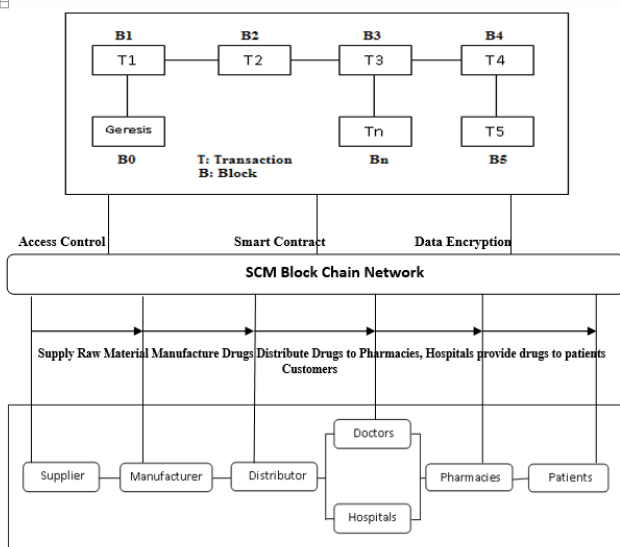 B1 B2 B3 B4
T1 T2 T3 T4
Genesis Tn T5
B0 T: Transaction Bn B5
B: Block
Access Control Smart Contract Data Encryption
SCM Block Chain Network
Supply Raw Material Manufacture Drugs Distribute Drugs to Pharmacies, Hospitals provide drugs to patients
Customers
Doctors
Supplier Manufacturer Distributor Pharmacies Patients
Hospitals